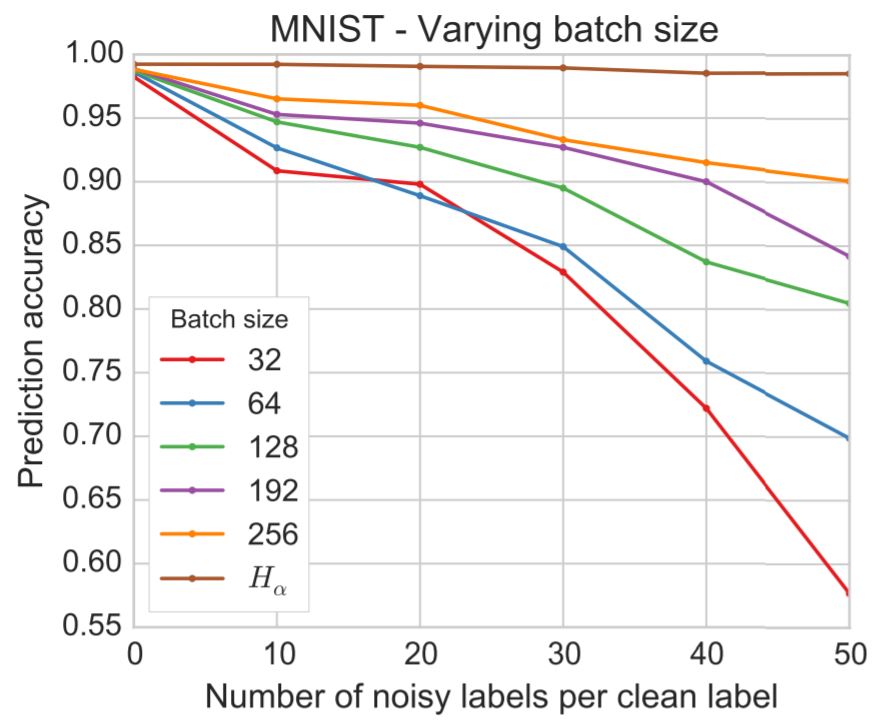 MNIST - Varying batch size
Prediction accuracy
1.00
0.95
0.90
0.85
0.80
0.75
0.70
0.65
0.60
0.55
Batch size
32
64
128
192
256
Hα
0 10 20 30 40 50
Number of noisy labels per clean label